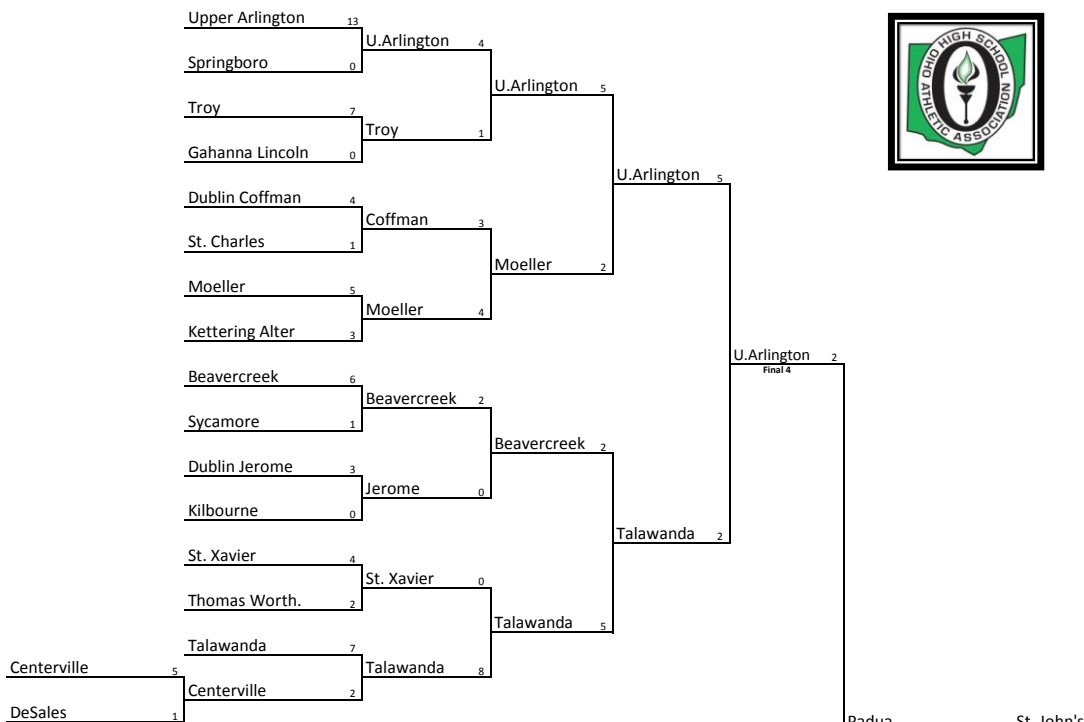 Upper Arlington 13
Springboro 0
U.Arlington 4
Troy 7
Gahanna Lincoln 0
Troy 1
U.Arlington 5
Dublin Coffman 4
St. Charles 1
Coffman 3
Moeller 5
Kettering Alter 3
Moeller 4
Moeller 2
U.Arlington 5
Beavercreek 6
Sycamore 1
Beavercreek 2
Dublin Jerome 3
Kilbourne 0
Jerome 0
Beavercreek 2
St. Xavier 4
Thomas Worth. 2
St. Xavier 0
Talawanda 7
Centerville 5
DeSales 1
Centerville 2
Talawanda 8
Talawanda 5
Talawanda 2
U.Arlington 2
Final 4
Padua
St. John's
OHIO HIGH SCHOOL
ATHLETIC ASSOCIATION